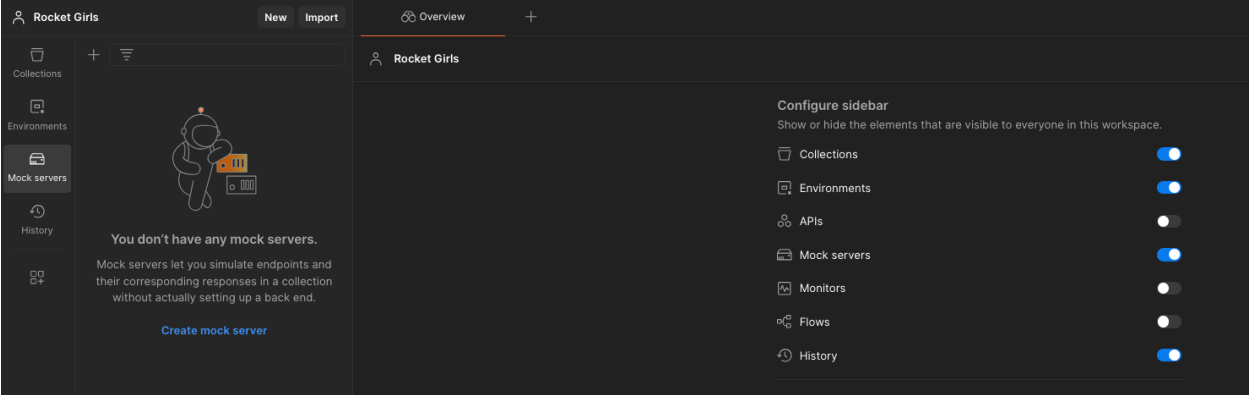 Rocket Girls
New
Import
Overview
Collections
Environments
Mock servers
History
You don't have any mock servers.
Mock servers let you simulate endpoints and
their corresponding responses in a collection
without actually setting up a back end.
Create mock server
Rocket Girls
Configure sidebar
Show or hide the elements that are visible to everyone in this workspace.
Collections
Environments
APIs
Mock servers
Monitors
Flows
History